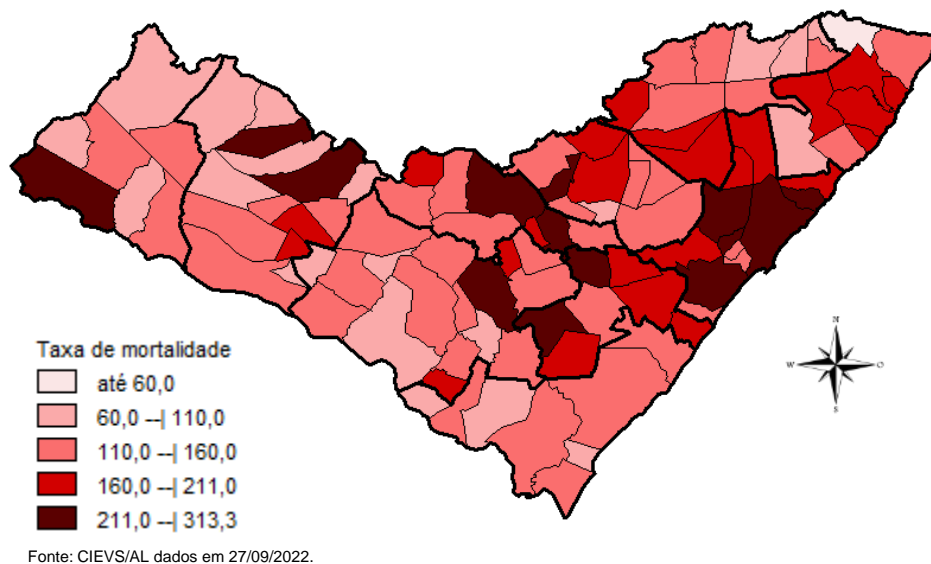 N
W
O
S
Taxa de mortalidade
até 60,0
60,0 --| 110,0
110,0 --| 160,0
160,0 --| 211,0
211,0 --| 313,3
Fonte: CIEVS/AL dados em 27/09/2022.